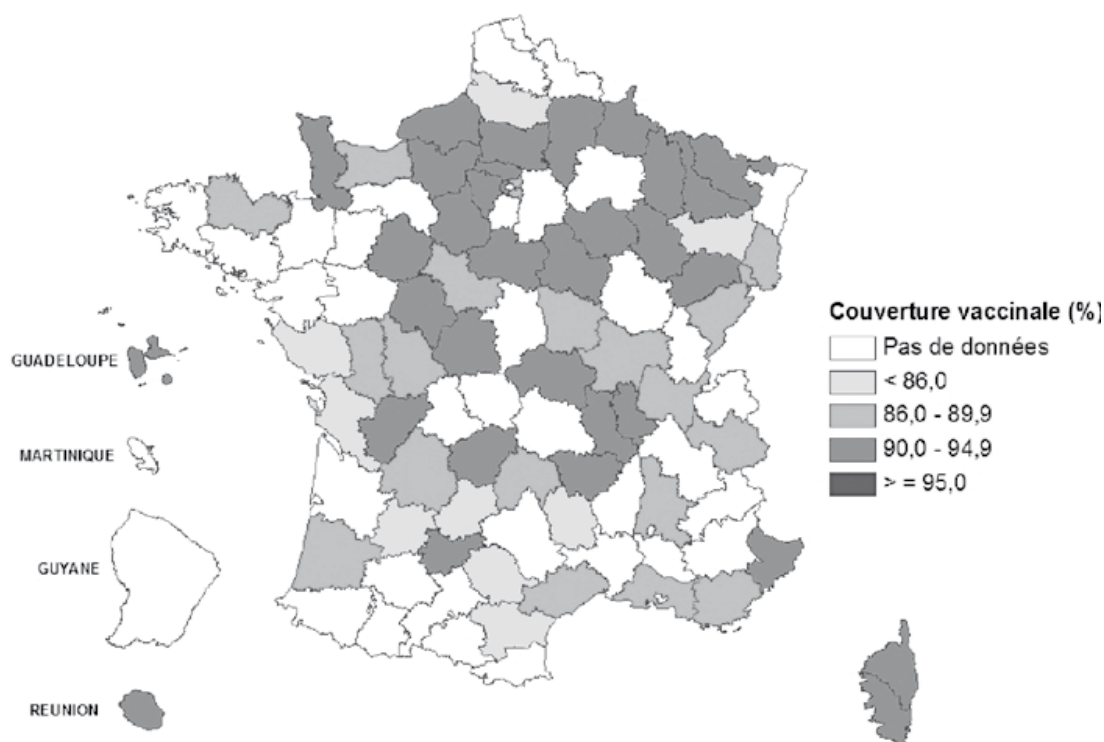 GUADELOUPE
MARTINIQUE
GUYANE
REUNION
Couverture vaccinale (%)
Pas de données
< 86,0
86,0 - 89,9
90,0 - 94,9
> = 95,0